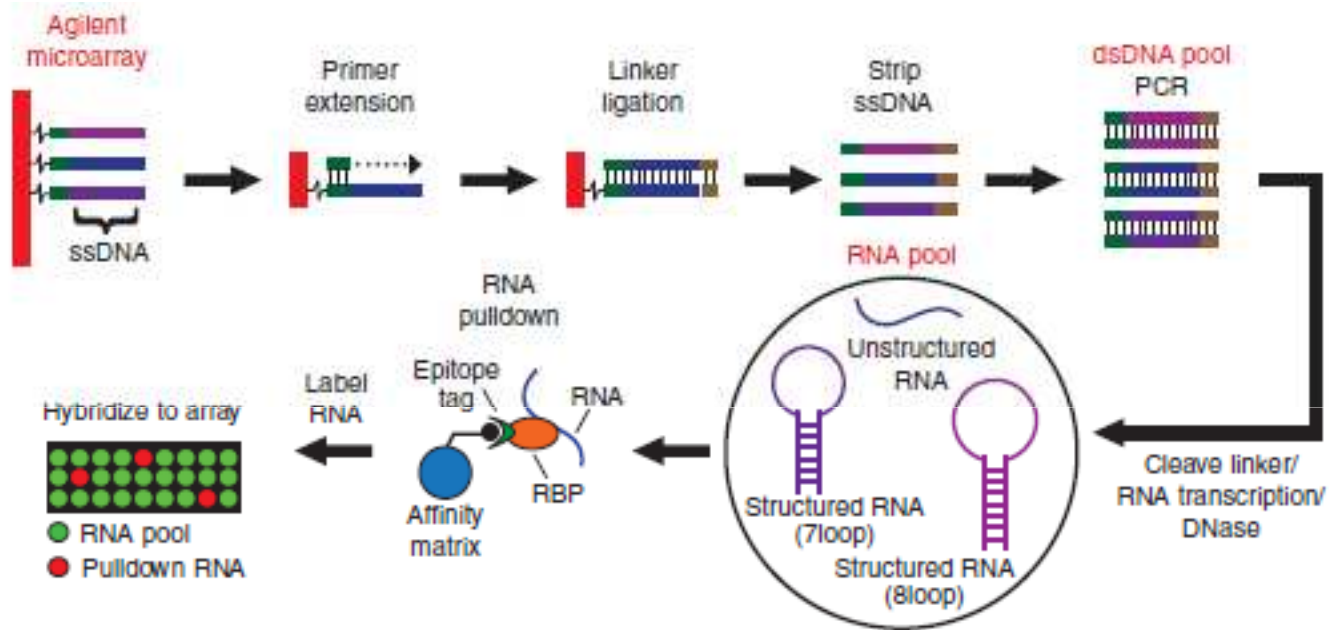 Agilent
microarray
ssDNA
Primer
extension
Linker
ligation
Strip
ssDNA
dsDNA pool
PCR
Cleave linker/
RNA transcription/
DNase
RNA pool
Unstructured
RNA
Structured RNA
(7loop)
Structured RNA
(8loop)
RNA
pulldown
Epitope
tag
RNA
RBP
Affinity
matrix
Label
RNA
Hybridize to array
RNA pool
Pulldown RNA